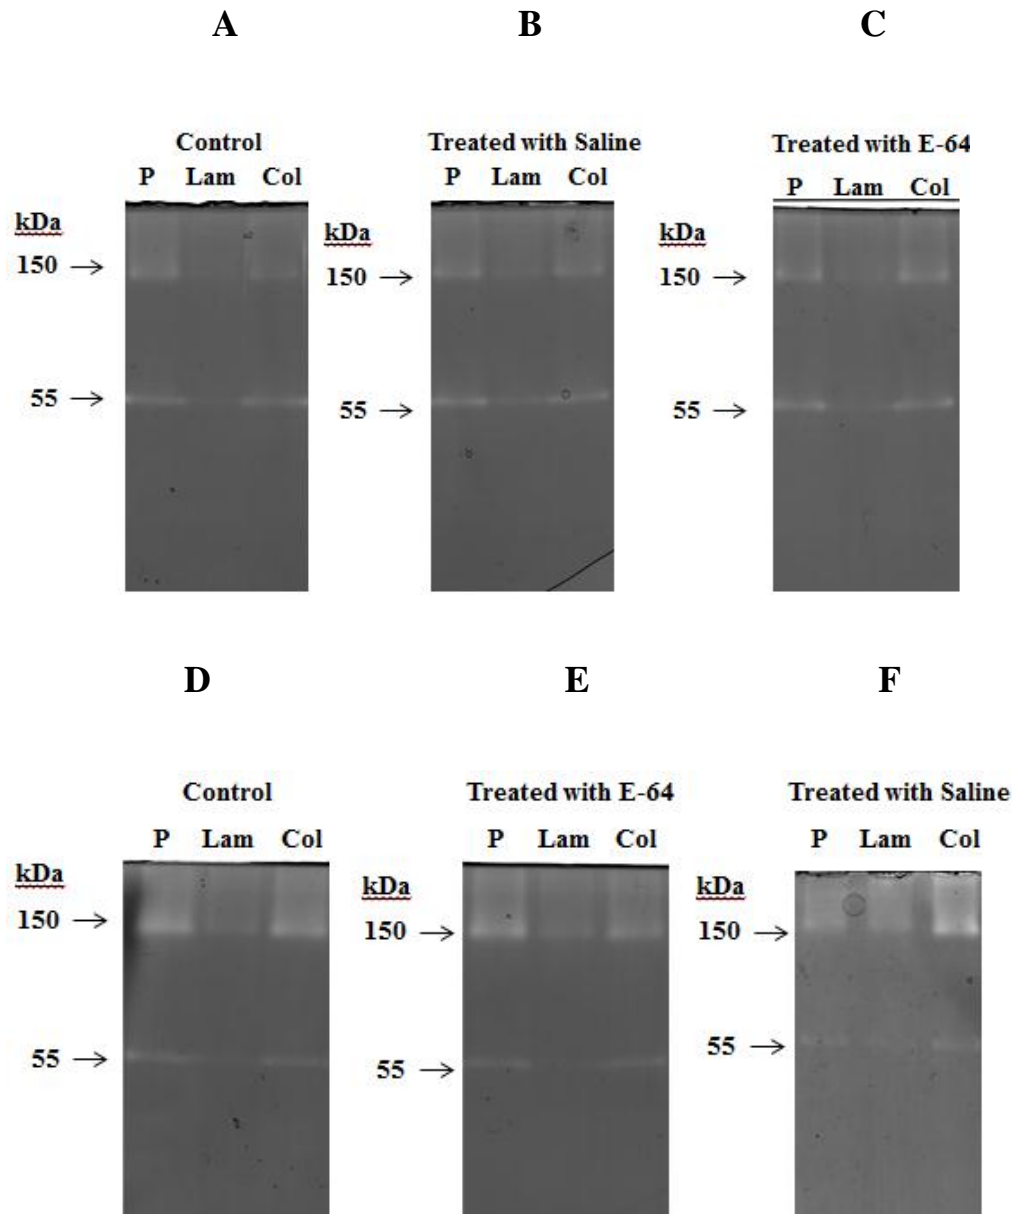 A B C
Control Treated with Saline Treated with E-64
P Lam Col P Lam Col P Lam Col
kDa kDa kDa
150 → 150 → 150 →
55 → 55 → 55 →
D E F
Control Treated with E-64 Treated with Saline
P Lam Col P Lam Col P Lam Col
kDa kDa kDa
150 → 150 → 150 →
55 → 55 → 55 →